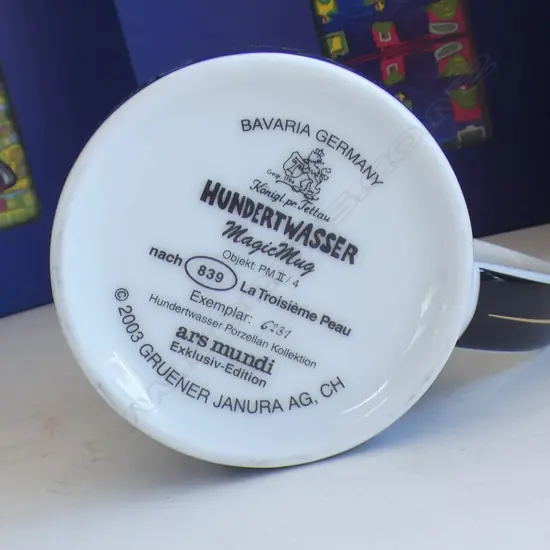 BAVARIA GERMANY
Königl. pr. Tettau
HUNDERTWASSER
MagicMug
Objekt: PM II / 4
nach 839 La Troisième Peau
Exemplar: 6231
Hundertwasser Porzellan Kollektion
ars mundi
Exklusiv-Edition
© 2003 GRUENER JANURA AG, CH